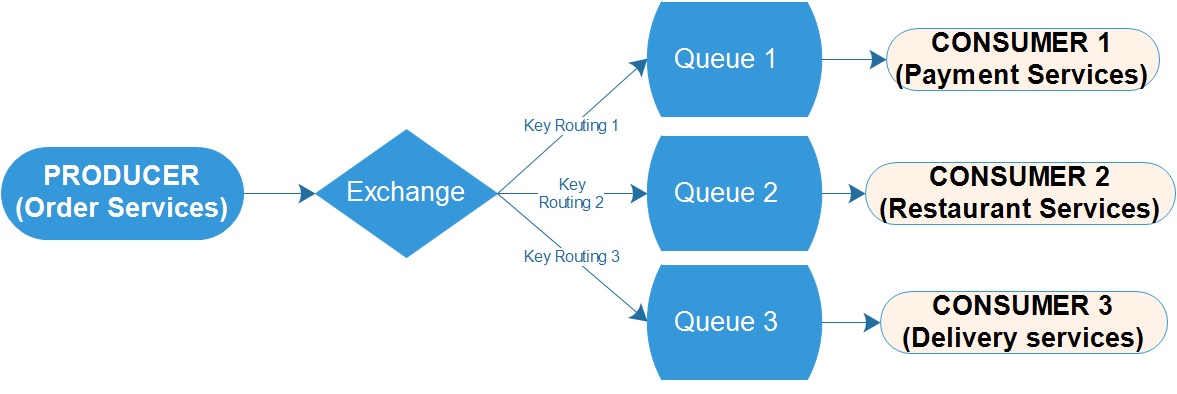 PRODUCER
(Order Services)
Exchange
Key Routing 1
Key
Routing 2
Key Routing 3
Queue 1
Queue 2
Queue 3
CONSUMER 1
(Payment Services)
CONSUMER 2
(Restaurant Services)
CONSUMER 3
(Delivery services)